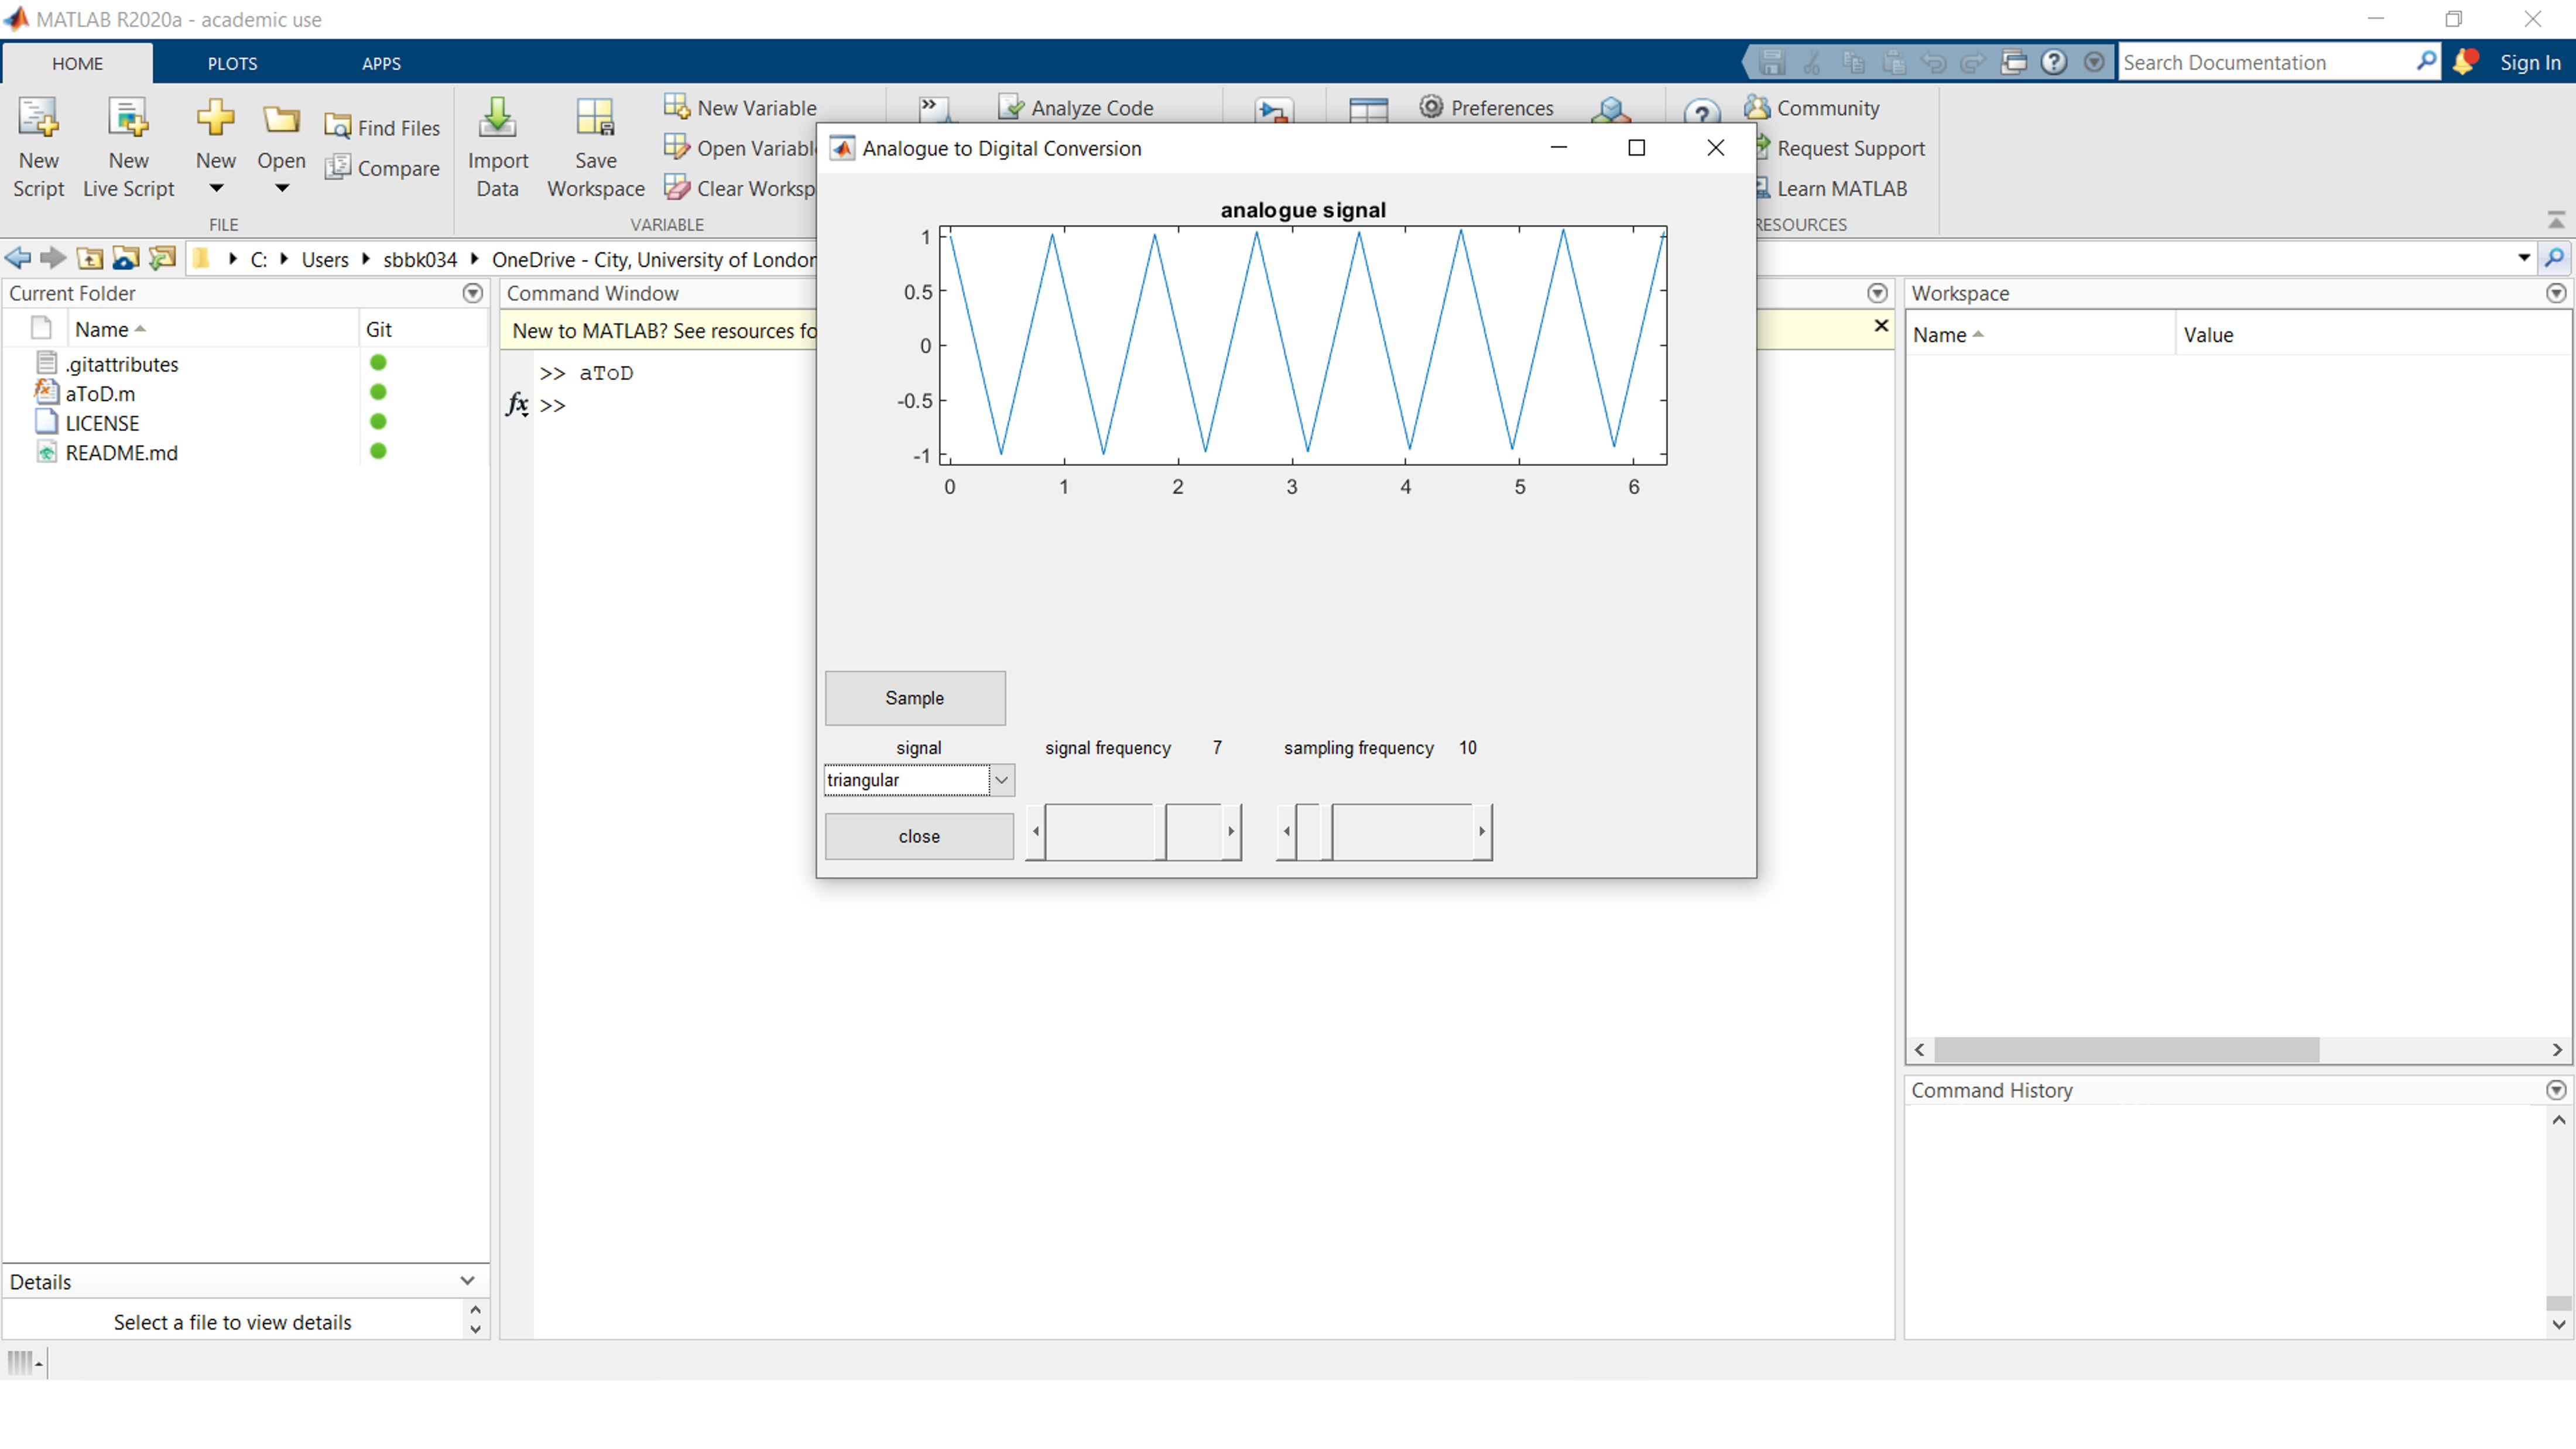 MATLAB R2020a - academic use
HOME PLOTS APPS
Search Documentation
Sign In
New Script
New Live Script
New
Open
Find Files
Compare
FILE
Import Data
Save Workspace
New Variable
Open Variabl
Clear Worksp
VARIABLE
Analyze Code
Preferences
Community
Request Support
Learn MATLAB
RESOURCES
C: Users sbbk034 OneDrive - City, University of London
Current Folder
Name Git
.gitattributes
aToD.m
LICENSE
README.md
Details
Select a file to view details
Command Window
New to MATLAB? See resources fo
>> aToD
fx >>
Analogue to Digital Conversion
analogue signal
1
0.5
0
-0.5
-1
0 1 2 3 4 5 6
Sample
signal signal frequency 7 sampling frequency 10
triangular
close
Workspace
Name Value
Command History